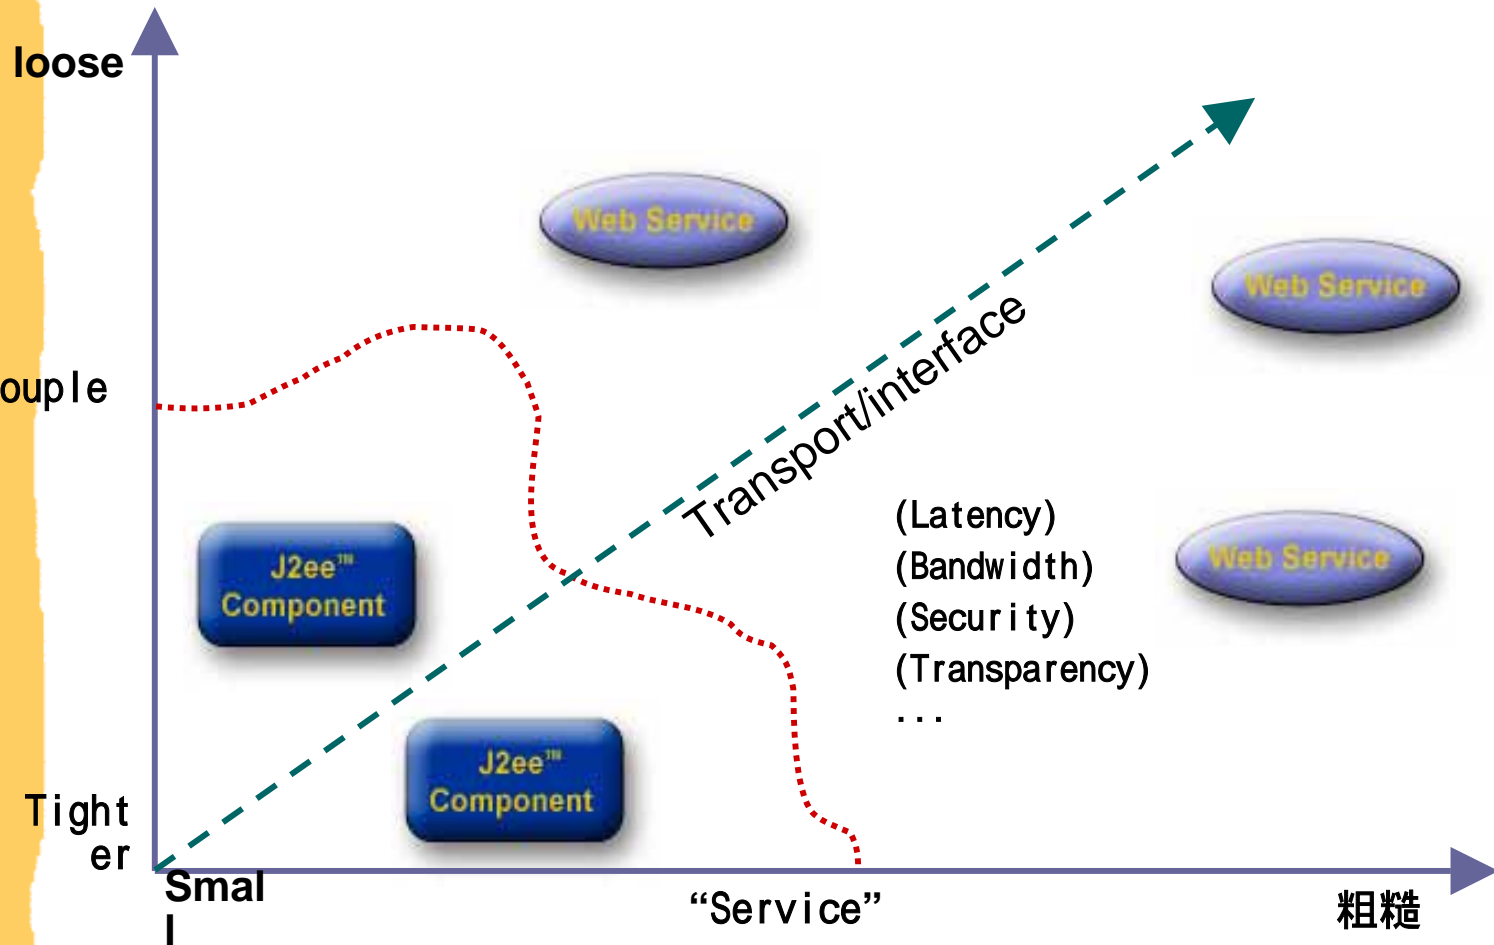 loose
Web Service
Web Service
Transport/interface
ouple
(Latency)
(Bandwidth)
(Security)
(Transparency)
...
Web Service
J2ee™
Component
J2ee™
Component
Tight
er
Smal
l
“Service”
粗糙